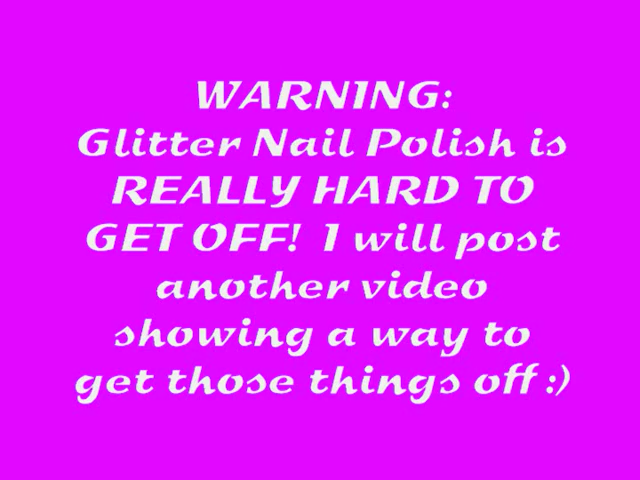 WARNING:
Glitter Nail Polish is
REALLY HARD TO
GET OFF! I will post
another video
showing a way to
get those things off :)